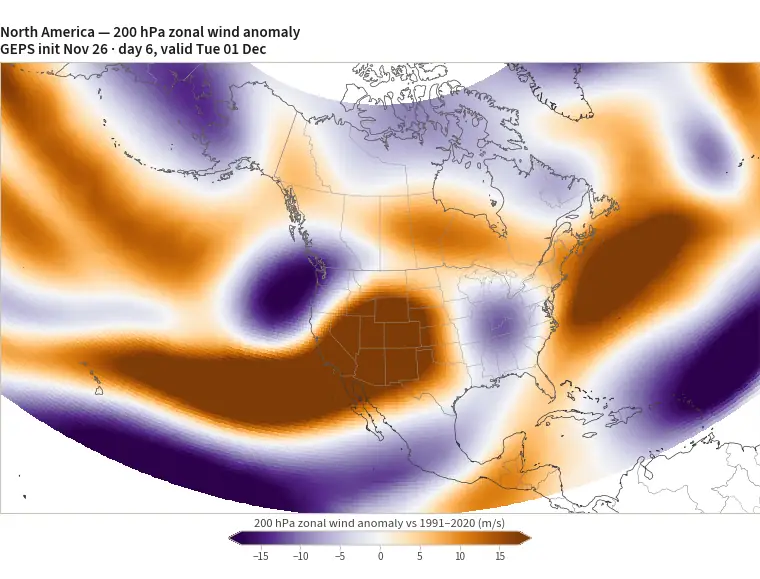 North America — 200 hPa zonal wind anomaly
GEPS init Nov 26 · day 6, valid Tue 01 Dec
200 hPa zonal wind anomaly vs 1991–2020 (m/s)
−15 −10 −5 0 5 10 15